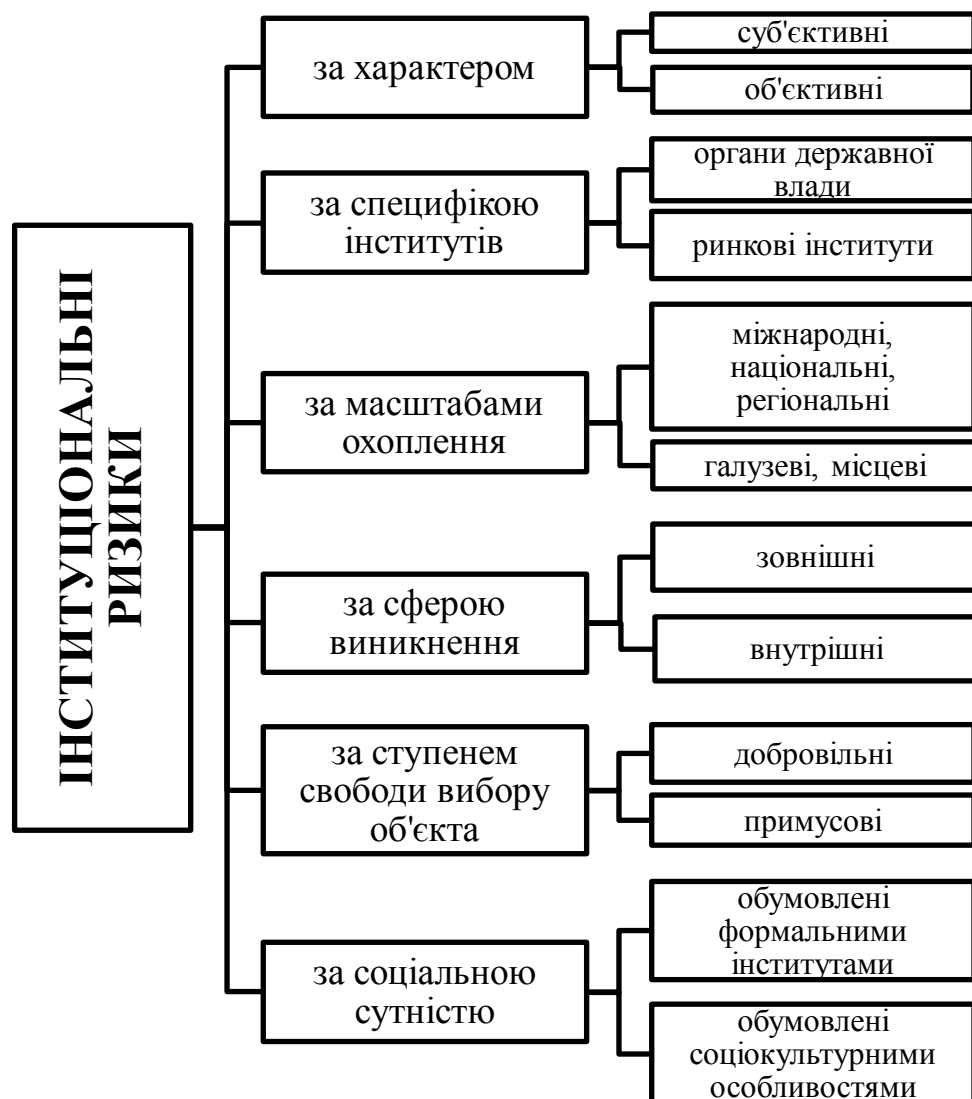 ІНСТИТУЦІОНАЛЬНІ
РИЗИКИ
за характером
суб'єктивні
об'єктивні
за специфікою
інститутів
органи державної
влади
ринкові інститути
за масштабами
охоплення
міжнародні,
національні,
регіональні
галузеві, місцеві
за сферою
виникнення
зовнішні
внутрішні
за ступенем
свободи вибору
об'єкта
добровільні
примусові
за соціальною
сутністю
обумовлені
формальними
інститутами
обумовлені
соціокультурними
особливостями